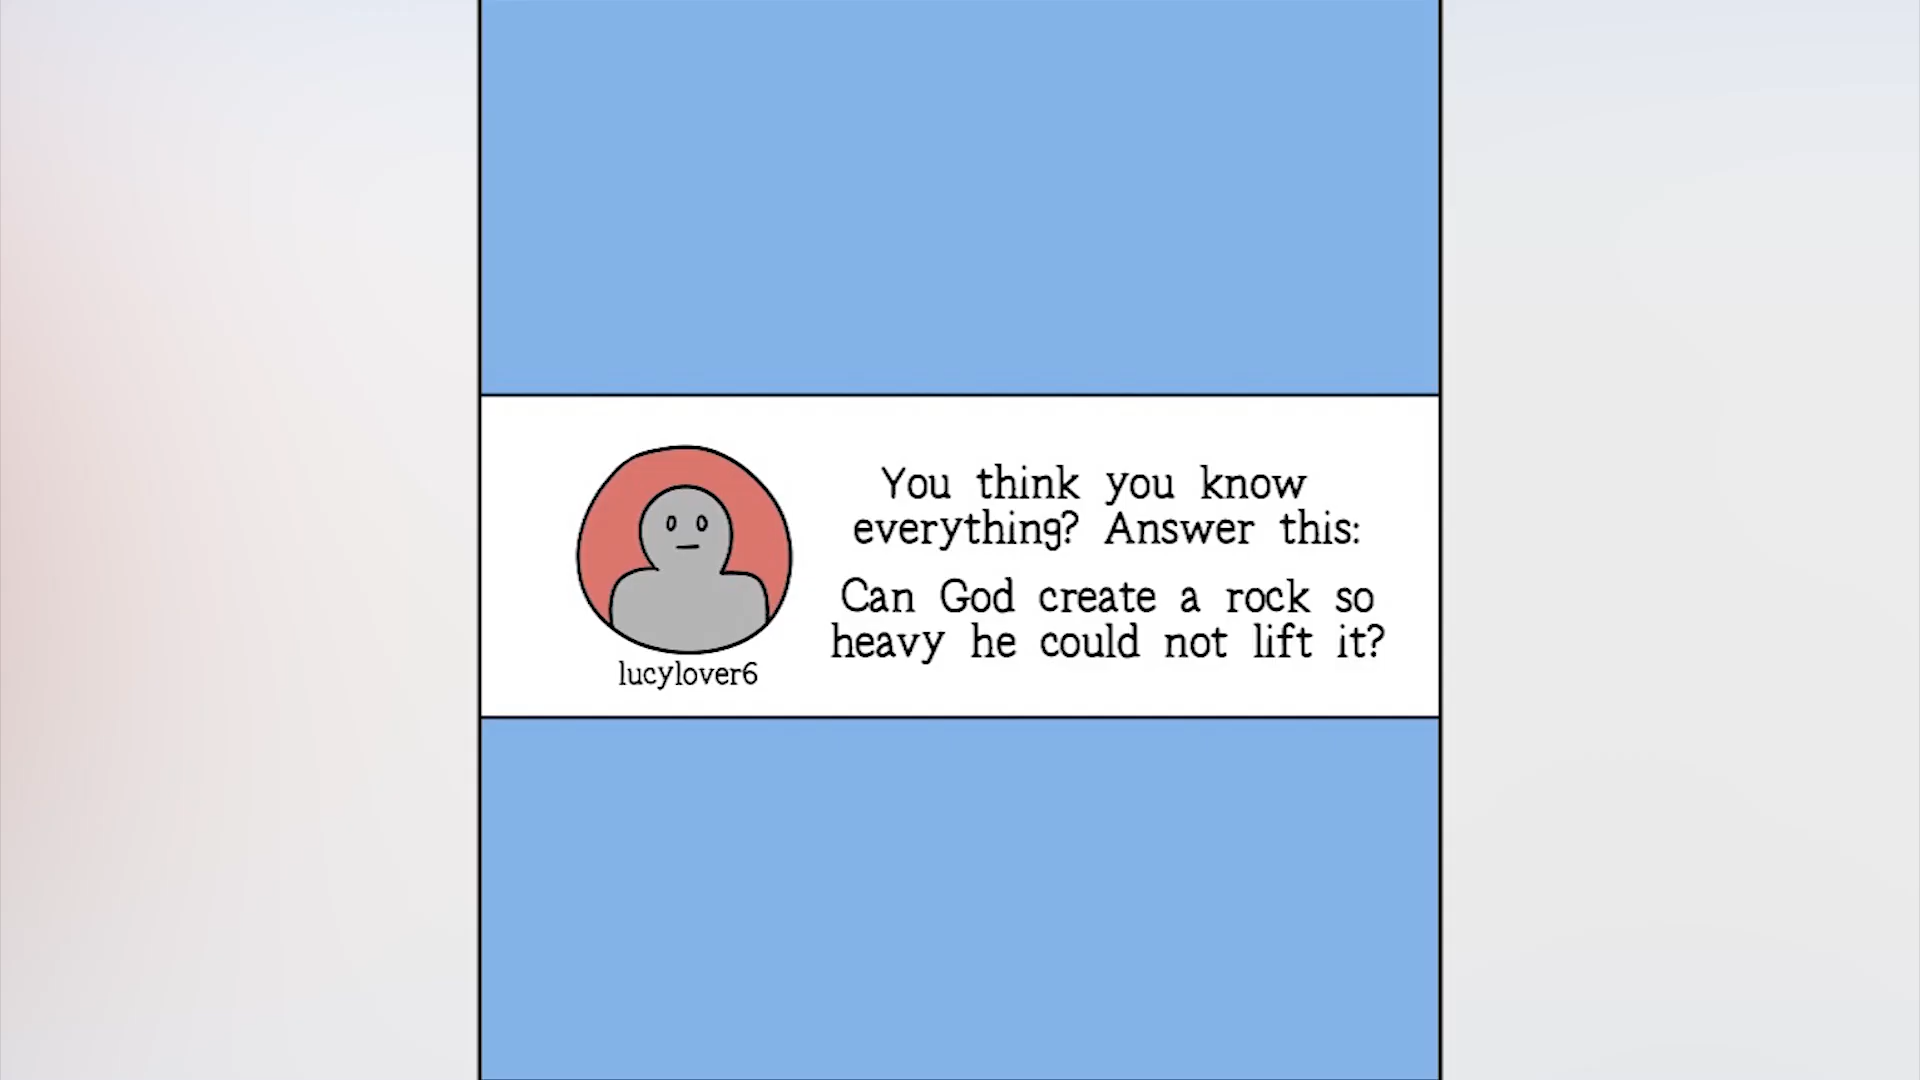 You think you know
everything? Answer this:
Can God create a rock so
heavy he could not lift it?
lucylover6